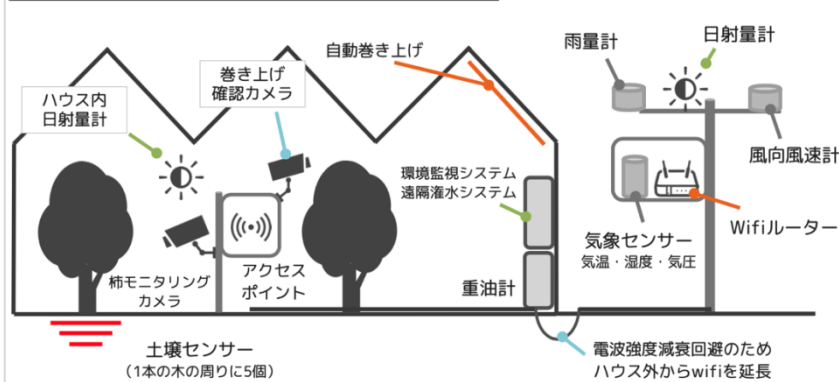 自動巻き上げ
雨量計
日射量計
巻き上げ
確認カメラ
ハウス内
日射量計
風向風速計
環境監視システム
遠隔潅水システム
Wifiルーター
気象センサー
気温・湿度・気圧
柿モニタリング
カメラ
アクセス
ポイント
重油計
土壌センサー
（1本の木の周りに5個）
電波強度減衰回避のため
ハウス外からwifiを延長